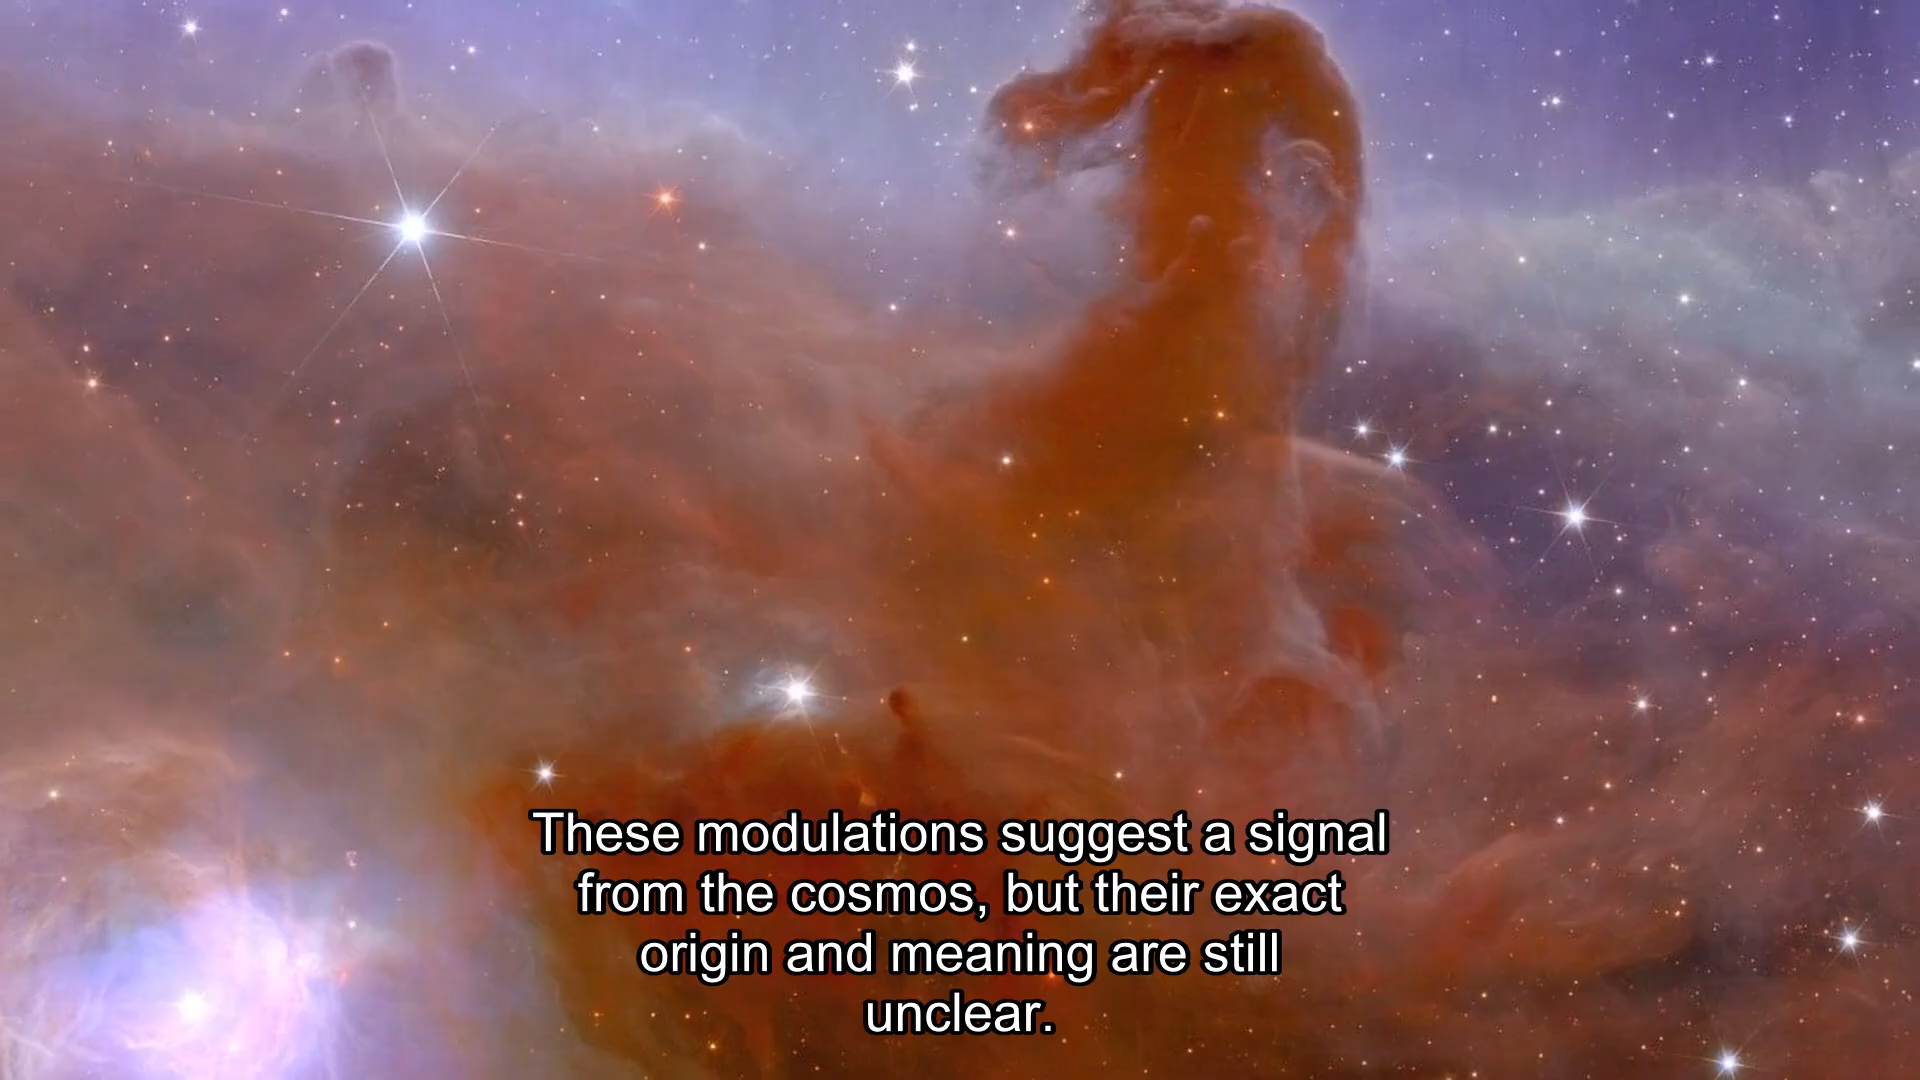 These modulations suggest a signal
from the cosmos, but their exact
origin and meaning are still
unclear.